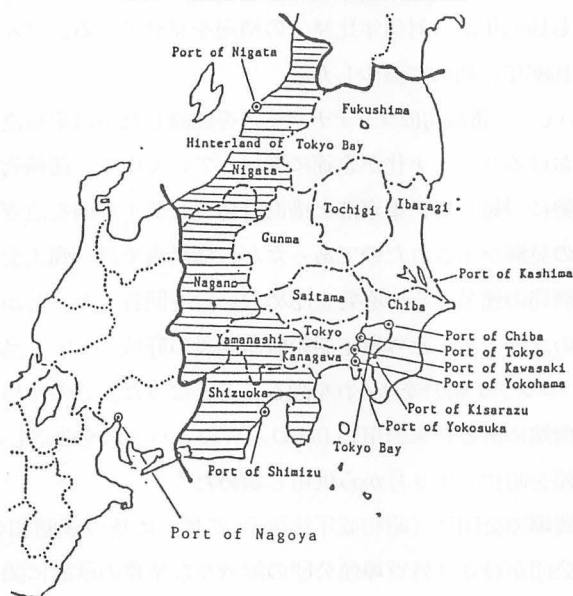 Port of Nigata
Fukushima
Hinterland of Tokyo Bay
Nigata
Ibaragi
Tochigi
Gunma
Port of Kashima
Nagano
Saitama
Chiba
Tokyo
Port of Chiba
Yamanashi
Port of Tokyo
Kanagawa
Port of Kawasaki
Port of Yokohama
Shizuoka
Port of Kisarazu
Port of Yokosuka
Tokyo Bay
Port of Shimizu
Port of Nagoya